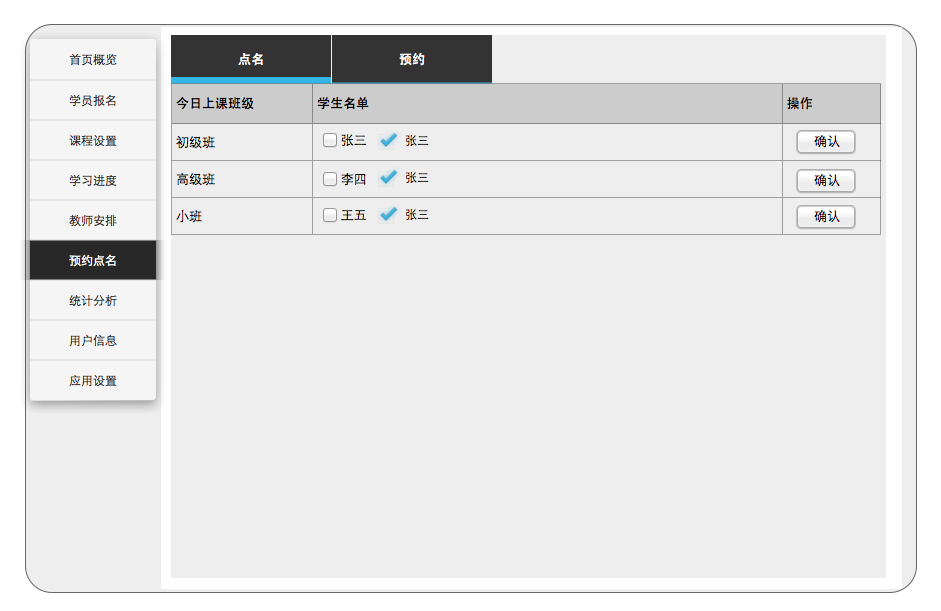 首页概览
学员报名
课程设置
学习进度
教师安排
预约点名
统计分析
用户信息
应用设置
点名 预约
今日上课班级 学生名单 操作
初级班 张三 张三 确认
高级班 李四 张三 确认
小班 王五 张三 确认